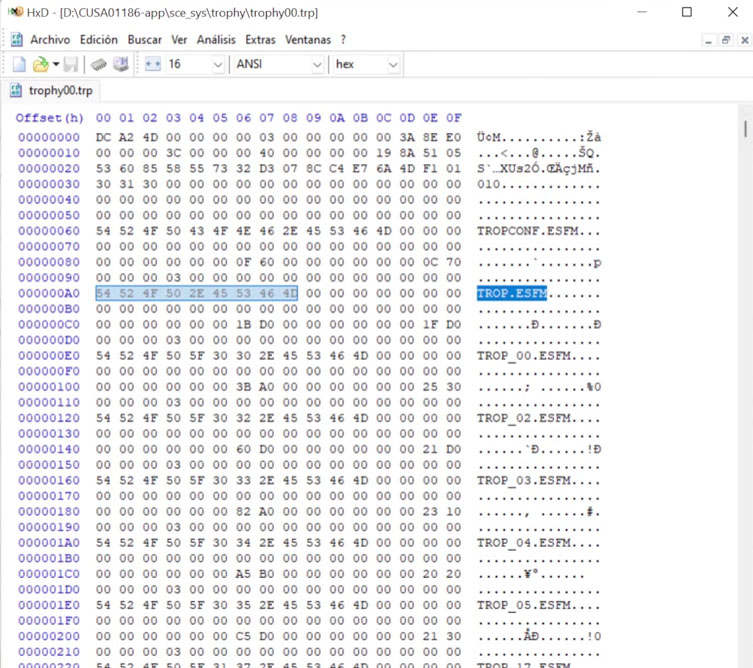 HxD - [D:\CUSA01186-app\sce_sys\trophy\trophy00.trp]
Archivo Edición Buscar Ver Análisis Extras Ventanas ?
16 ANSI hex
trophy00.trp
Offset(h) 00 01 02 03 04 05 06 07 08 09 0A 0B 0C 0D 0E 0F
00000000 DC A2 4D 00 00 00 00 03 00 00 00 00 00 3A 8E E0 Ü¢M..........:Žà
00000010 00 00 00 3C 00 00 00 40 00 00 00 00 19 8A 51 05 ...<...@.....ŠQ.
00000020 53 60 85 58 55 73 32 D3 07 8C C4 E7 6A 4D F1 01 S`…XUs2Ó.ŒÄçjMñ.
00000030 30 31 30 00 00 00 00 00 00 00 00 00 00 00 00 00 010.............
00000040 00 00 00 00 00 00 00 00 00 00 00 00 00 00 00 00 ................
00000050 00 00 00 00 00 00 00 00 00 00 00 00 00 00 00 00 ................
00000060 54 52 4F 50 43 4F 4E 46 2E 45 53 46 4D 00 00 00 TROPCONF.ESFM...
00000070 00 00 00 00 00 00 00 00 00 00 00 00 00 00 00 00 ................
00000080 00 00 00 00 00 00 0F 60 00 00 00 00 00 00 0C 70 .......`.......p
00000090 00 00 00 03 00 00 00 00 00 00 00 00 00 00 00 00 ................
000000A0 54 52 4F 50 2E 45 53 46 4D 00 00 00 00 00 00 00 TROP.ESFM.......
000000B0 00 00 00 00 00 00 00 00 00 00 00 00 00 00 00 00 ................
000000C0 00 00 00 00 00 00 1B D0 00 00 00 00 00 00 1F D0 .......Ð.......Ð
000000D0 00 00 00 03 00 00 00 00 00 00 00 00 00 00 00 00 ................
000000E0 54 52 4F 50 5F 30 30 2E 45 53 46 4D 00 00 00 00 TROP_00.ESFM....
000000F0 00 00 00 00 00 00 00 00 00 00 00 00 00 00 00 00 ................
00000100 00 00 00 00 00 00 3B A0 00 00 00 00 00 00 25 30 ......; ......%0
00000110 00 00 00 03 00 00 00 00 00 00 00 00 00 00 00 00 ................
00000120 54 52 4F 50 5F 30 32 2E 45 53 46 4D 00 00 00 00 TROP_02.ESFM....
00000130 00 00 00 00 00 00 00 00 00 00 00 00 00 00 00 00 ................
00000140 00 00 00 00 00 00 60 D0 00 00 00 00 00 00 21 D0 ......`Ð......!Ð
00000150 00 00 00 03 00 00 00 00 00 00 00 00 00 00 00 00 ................
00000160 54 52 4F 50 5F 30 33 2E 45 53 46 4D 00 00 00 00 TROP_03.ESFM....
00000170 00 00 00 00 00 00 00 00 00 00 00 00 00 00 00 00 ................
00000180 00 00 00 00 00 00 82 A0 00 00 00 00 00 00 23 10 ......‚ ......#.
00000190 00 00 00 03 00 00 00 00 00 00 00 00 00 00 00 00 ................
000001A0 54 52 4F 50 5F 30 34 2E 45 53 46 4D 00 00 00 00 TROP_04.ESFM....
000001B0 00 00 00 00 00 00 00 00 00 00 00 00 00 00 00 00 ................
000001C0 00 00 00 00 00 00 A5 B0 00 00 00 00 00 00 20 20 ......¥°......
000001D0 00 00 00 03 00 00 00 00 00 00 00 00 00 00 00 00 ................
000001E0 54 52 4F 50 5F 30 35 2E 45 53 46 4D 00 00 00 00 TROP_05.ESFM....
000001F0 00 00 00 00 00 00 00 00 00 00 00 00 00 00 00 00 ................
00000200 00 00 00 00 00 00 C5 D0 00 00 00 00 00 00 21 30 ......ÅÐ......!0
00000210 00 00 00 03 00 00 00 00 00 00 00 00 00 00 00 00 ................
00000220 54 52 4F 50 5F 31 37 2E 45 53 46 4D 00 00 00 00 TROP_17.ESFM....